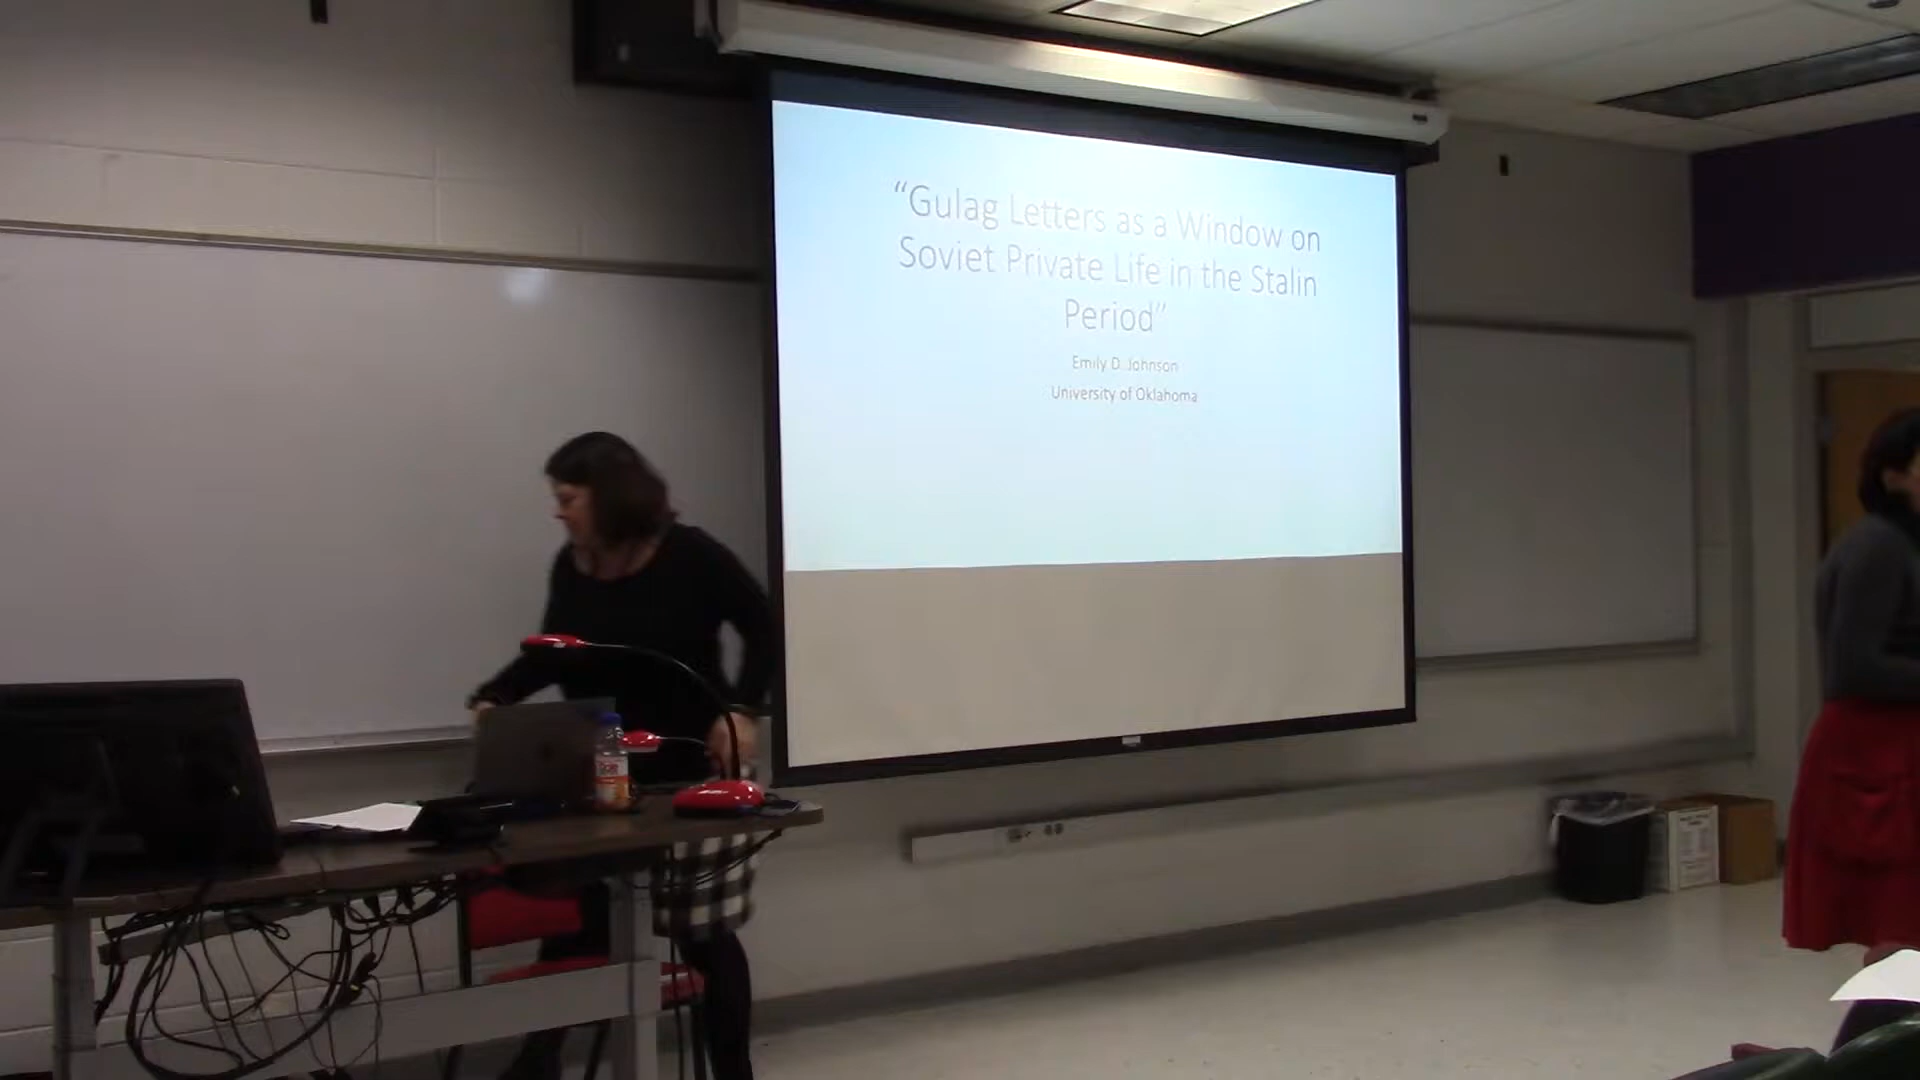 “Gulag Letters as a Window on
Soviet Private Life in the Stalin
Period”
Emily D. Johnson
University of Oklahoma